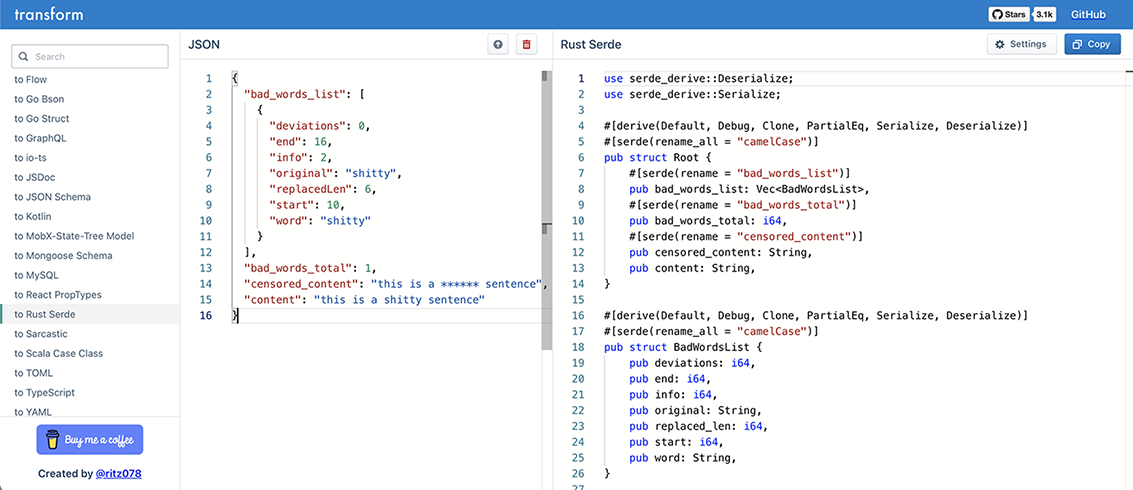 transform
Stars 3.1k GitHub
Search
to Flow
to Go Bson
to Go Struct
to GraphQL
to io-ts
to JSDoc
to JSON Schema
to Kotlin
to MobX-State-Tree Model
to Mongoose Schema
to MySQL
to React PropTypes
to Rust Serde
to Sarcastic
to Scala Case Class
to TOML
to TypeScript
to YAML
Buy me a coffee
Created by @ritz078
JSON
1 {
2 "bad_words_list": [
3 {
4 "deviations": 0,
5 "end": 16,
6 "info": 2,
7 "original": "shitty",
8 "replacedLen": 6,
9 "start": 10,
10 "word": "shitty"
11 }
12 ],
13 "bad_words_total": 1,
14 "censored_content": "this is a ****** sentence",
15 "content": "this is a shitty sentence"
16 }
Rust Serde
Settings
Copy
1 use serde_derive::Deserialize;
2 use serde_derive::Serialize;
3
4 #[derive(Default, Debug, Clone, PartialEq, Serialize, Deserialize)]
5 #[serde(rename_all = "camelCase")]
6 pub struct Root {
7 #[serde(rename = "bad_words_list")]
8 pub bad_words_list: Vec<BadWordsList>,
9 #[serde(rename = "bad_words_total")]
10 pub bad_words_total: i64,
11 #[serde(rename = "censored_content")]
12 pub censored_content: String,
13 pub content: String,
14 }
15
16 #[derive(Default, Debug, Clone, PartialEq, Serialize, Deserialize)]
17 #[serde(rename_all = "camelCase")]
18 pub struct BadWordsList {
19 pub deviations: i64,
20 pub end: i64,
21 pub info: i64,
22 pub original: String,
23 pub replaced_len: i64,
24 pub start: i64,
25 pub word: String,
26 }
27